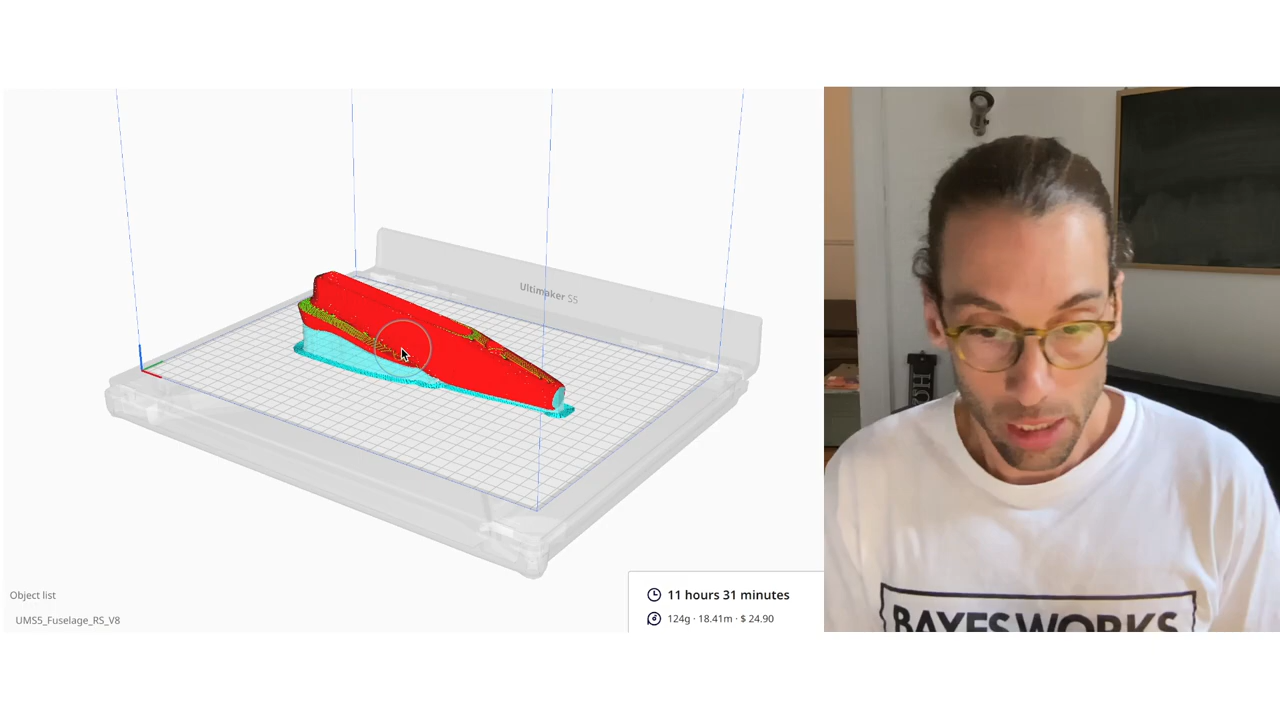 Ultimaker S5
Object list
UMS5_Fuselage_RS_V8
11 hours 31 minutes
124g · 18.41m · $ 24.90
BAYESWORKS